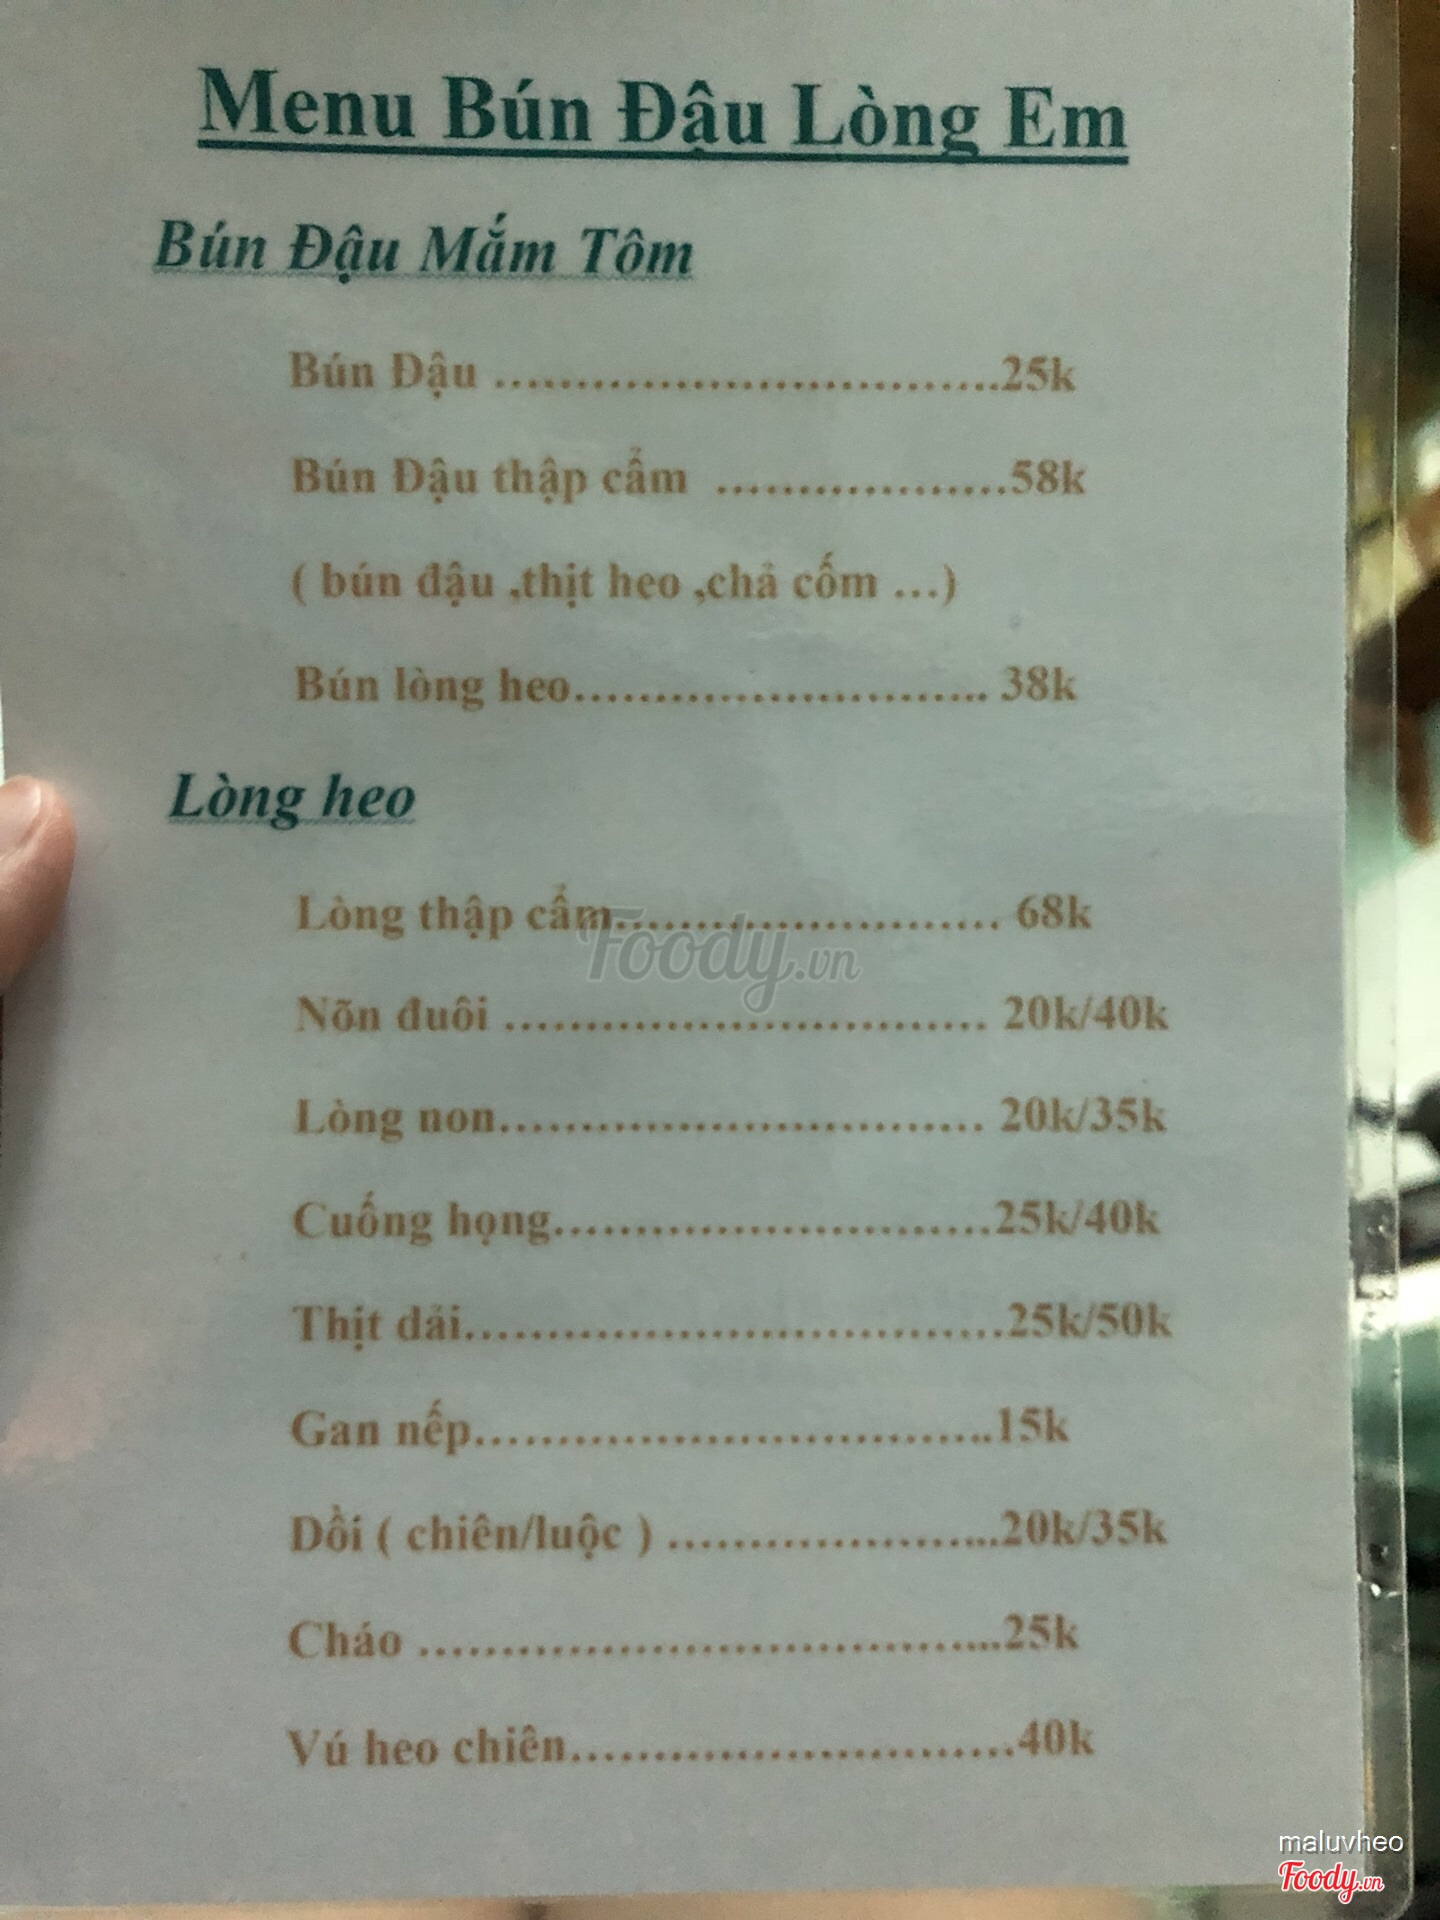 Menu Bún Đậu Lòng Em
Bún Đậu Mắm Tôm
Bún Đậu ……………………………..25k
Bún Đậu thập cẩm ………………..58k
( bún đậu ,thịt heo ,chả cốm …)
Bún lòng heo……………………….. 38k
Lòng heo
Lòng thập cẩm……………………… 68k
Nõn đuôi …………………………… 20k/40k
Lòng non…………………………… 20k/35k
Cuống họng…………………………25k/40k
Thịt dải………………………………25k/50k
Gan nếp……………………………..15k
Dồi ( chiên/luộc ) …………………...20k/35k
Cháo ………………………………...25k
Vú heo chiên…………………………40k
Foody.vn
maluvheo
Foody.vn